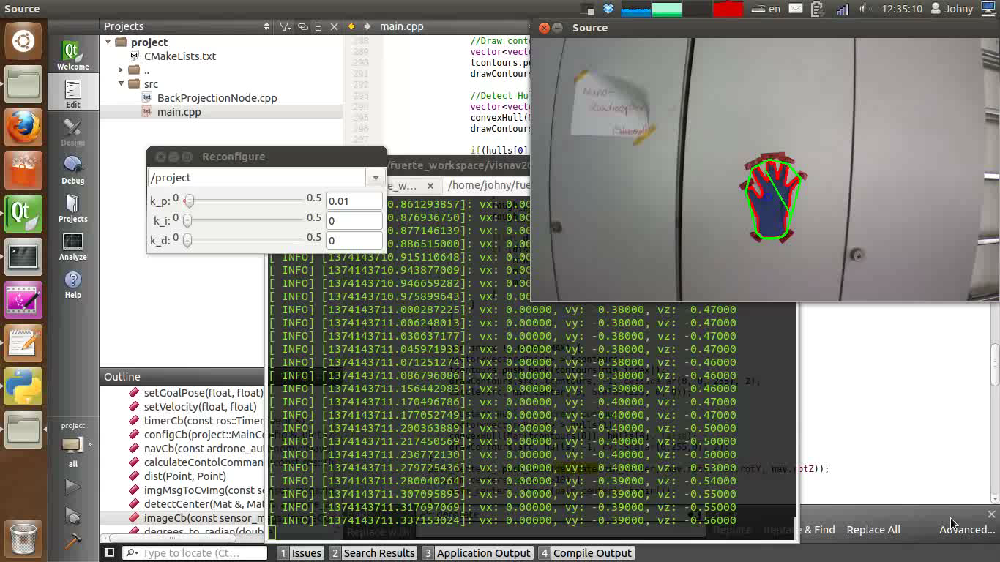 Source
en
12:35:10
Johny
Projects
main.cpp
Source
Welcome
Edit
Design
Debug
Projects
Analyze
Help
project
CMakeLists.txt
..
src
BackProjectionNode.cpp
main.cpp
288
289
290
291
292
293
294
295
296
297
//Draw cont
vector<vect
tcontours.pu
drawContours
//Detect Hu
vector<vect
convexHull(M
drawContours
if(hulls[0]
Reconfigure
/project
k_p: 0 0.5 0.01
k_i: 0 0.5 0
k_d: 0 0.5 0
/fuerte_workspace/visnav20
e_w...
/home/johny/fue
10.861293857]: vx: 0.00
10.876936750]: vx: 0.00
10.877146139]: vx: 0.00
10.886515000]: vx: 0.00
[ INFO] [1374143710.915110648]: vx: 0.00
[ INFO] [1374143710.943877009]: vx: 0.00
[ INFO] [1374143710.946659282]: vx: 0.00
[ INFO] [1374143710.975899643]: vx: 0.00
[ INFO] [1374143711.000287225]: vx: 0.00000, vy: -0.38000, vz: -0.47000
[ INFO] [1374143711.006248013]: vx: 0.00000, vy: -0.38000, vz: -0.47000
[ INFO] [1374143711.030637177]: vx: 0.00000, vy: -0.38000, vz: -0.47000
[ INFO] [1374143711.045971933]: vx: 0.00000, vy: -0.38000, vz: -0.47000
[ INFO] [1374143711.071251274]: vx: 0.00000, vy: -0.38000, vz: -0.46000
[ INFO] [1374143711.086796086]: vx: 0.00000, vy: -0.38000, vz: -0.46000
[ INFO] [1374143711.156442983]: vx: 0.00000, vy: -0.39000, vz: -0.46000
[ INFO] [1374143711.170496786]: vx: 0.00000, vy: -0.40000, vz: -0.47000
[ INFO] [1374143711.177052749]: vx: 0.00000, vy: -0.40000, vz: -0.47000
[ INFO] [1374143711.200363889]: vx: 0.00000, vy: -0.40000, vz: -0.50000
[ INFO] [1374143711.217450569]: vx: 0.00000, vy: -0.40000, vz: -0.50000
[ INFO] [1374143711.236772130]: vx: 0.00000, vy: -0.40000, vz: -0.50000
[ INFO] [1374143711.279725436]: vx: 0.00000, vy: -0.40000, vz: -0.53000
[ INFO] [1374143711.280040264]: vx: 0.00000, vy: -0.39000, vz: -0.54000
[ INFO] [1374143711.307095895]: vx: 0.00000, vy: -0.39000, vz: -0.55000
[ INFO] [1374143711.317697069]: vx: 0.00000, vy: -0.39000, vz: -0.55000
[ INFO] [1374143711.337153024]: vx: 0.00000, vy: -0.39000, vz: -0.56000
rotY, nav.rotZ));
Outline
setGoalPose(float, float)
setVelocity(float, float)
timerCb(const ros::Timer
configCb(project::MainCo
navCb(const ardrone_au
calculateContolComman
dist(Point, Point)
imgMsgToCvImg(const se
detectCenter(Mat &, Mat
imageCb(const sensor_m
degrees_to_radian(doub
project
all
Replace with
Replace
Replace & Find
Replace All
Advanced...
Type to locate (Ct...
1 Issues
2 Search Results
3 Application Output
4 Compile Output